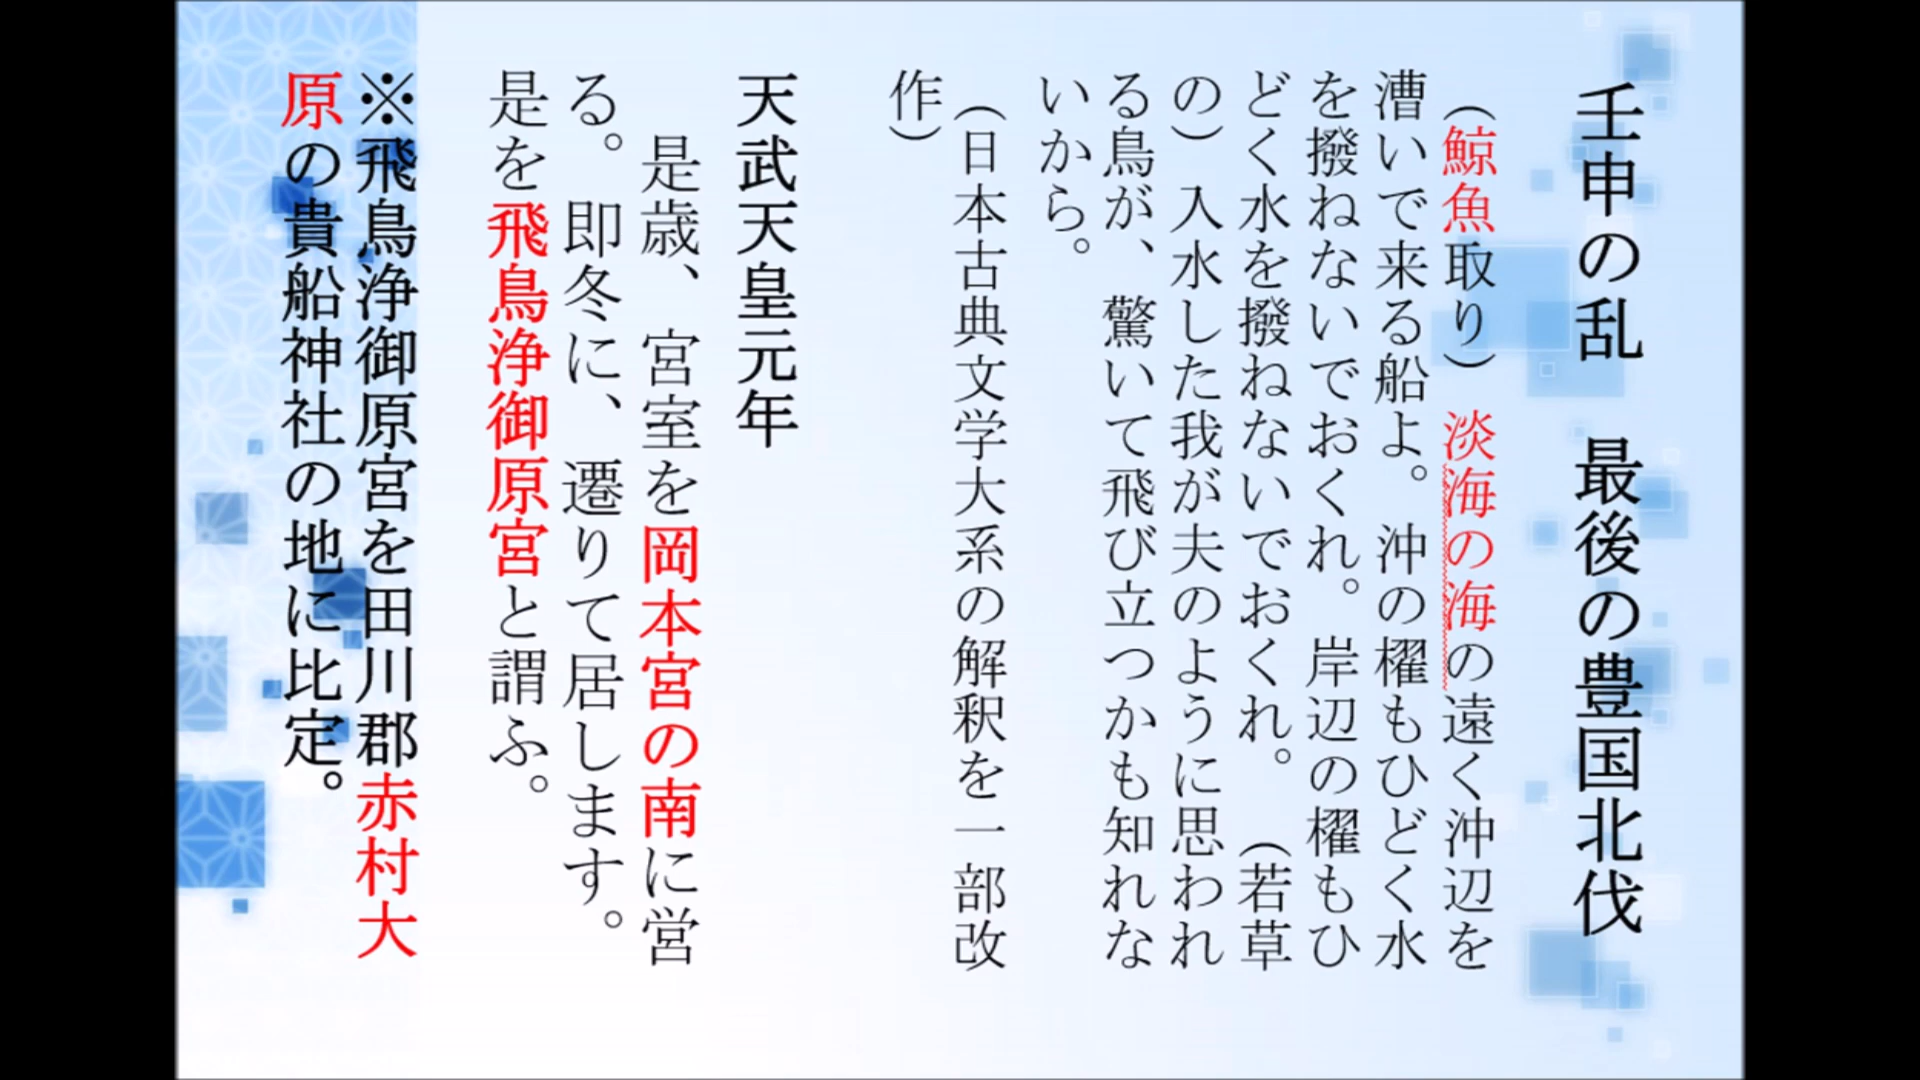 壬申の乱　最後の豊国北伐
（鯨魚取り）　淡海の海の遠く沖辺を
漕いで来る船よ。沖の櫂もひどく水
を撥ねないでおくれ。岸辺の櫂もひ
どく水を撥ねないでおくれ。（若草
の）入水した我が夫のように思われ
る鳥が、驚いて飛び立つかも知れな
いから。
（日本古典文学大系の解釈を一部改
作）
天武天皇元年
　是歳、宮室を岡本宮の南に営
る。即冬に、遷りて居します。
是を飛鳥浄御原宮と謂ふ。
※飛鳥浄御原宮を田川郡赤村大
原の貴船神社の地に比定。